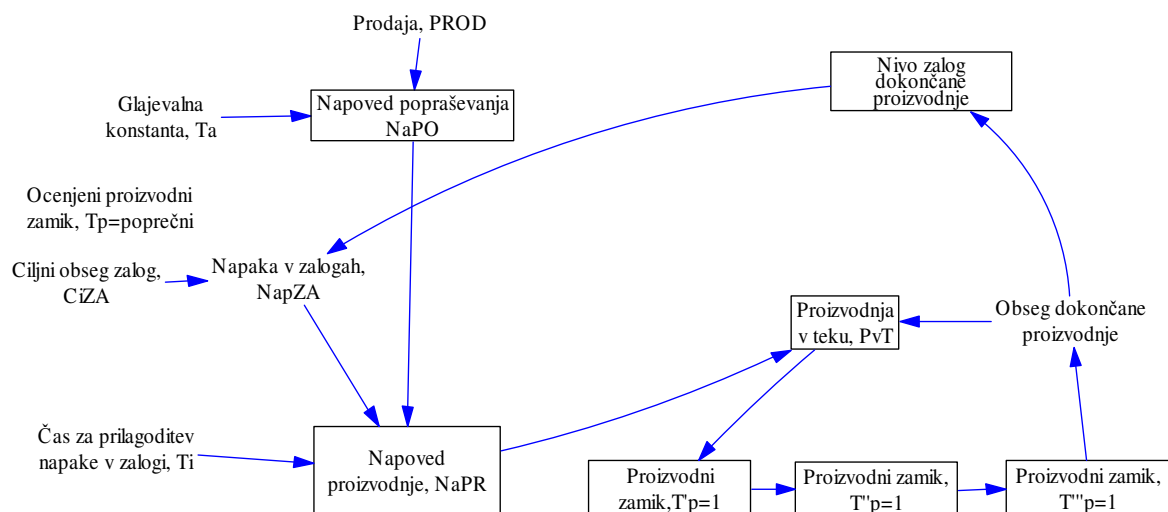 Prodaja, PROD
Nivo zalog
dokončane
proizvodnje
Glajevalna
konstanta, Ta
Napoved popraševanja
NaPO
Ocenjeni proizvodni
zamik, Tp=poprečni
Ciljni obseg zalog,
CiZA
Napaka v zalogah,
NapZA
Proizvodnja
v teku, PvT
Obseg dokončane
proizvodnje
Čas za prilagoditev
napake v zalogi, Ti
Napoved
proizvodnje, NaPR
Proizvodni
zamik,T'p=1
Proizvodni zamik,
T"p=1
Proizvodni zamik,
T'"p=1